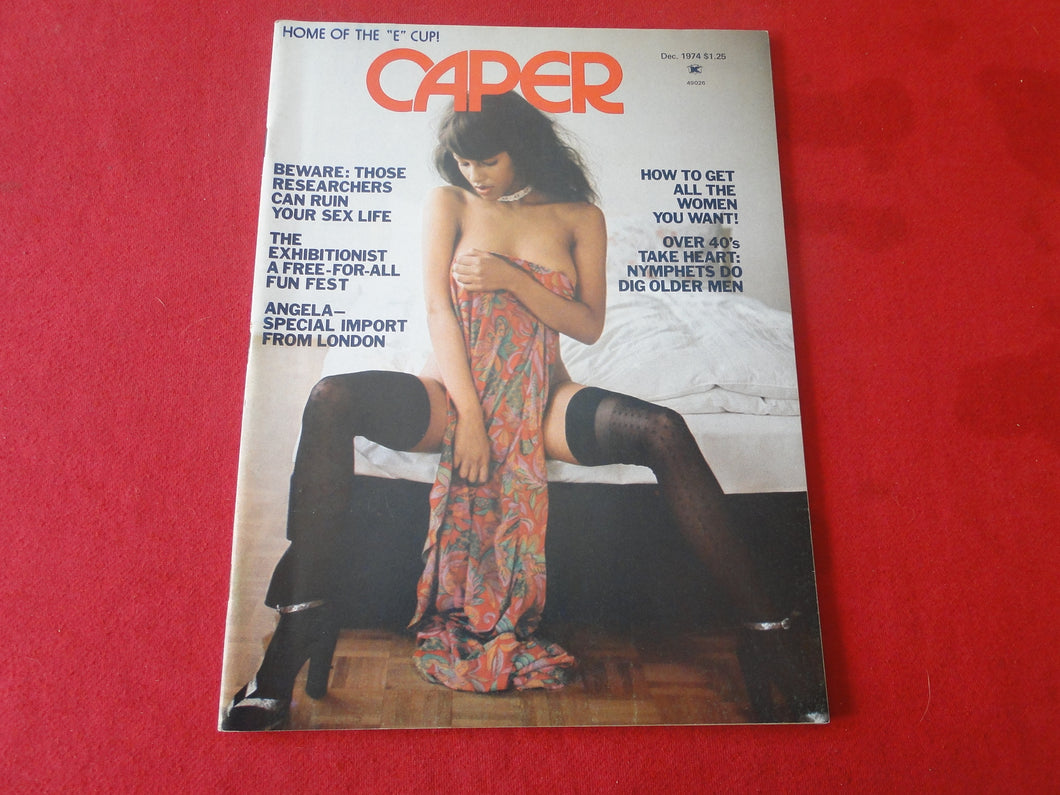 HOME OF THE "E" CUP!
CAPER
Dec. 1974 $1.25
49026
BEWARE: THOSE
RESEARCHERS
CAN RUIN
YOUR SEX LIFE
THE
EXHIBITIONIST
A FREE-FOR-ALL
FUN FEST
ANGELA—
SPECIAL IMPORT
FROM LONDON
HOW TO GET
ALL THE
WOMEN
YOU WANT!
OVER 40's
TAKE HEART:
NYMPHETS DO
DIG OLDER MEN